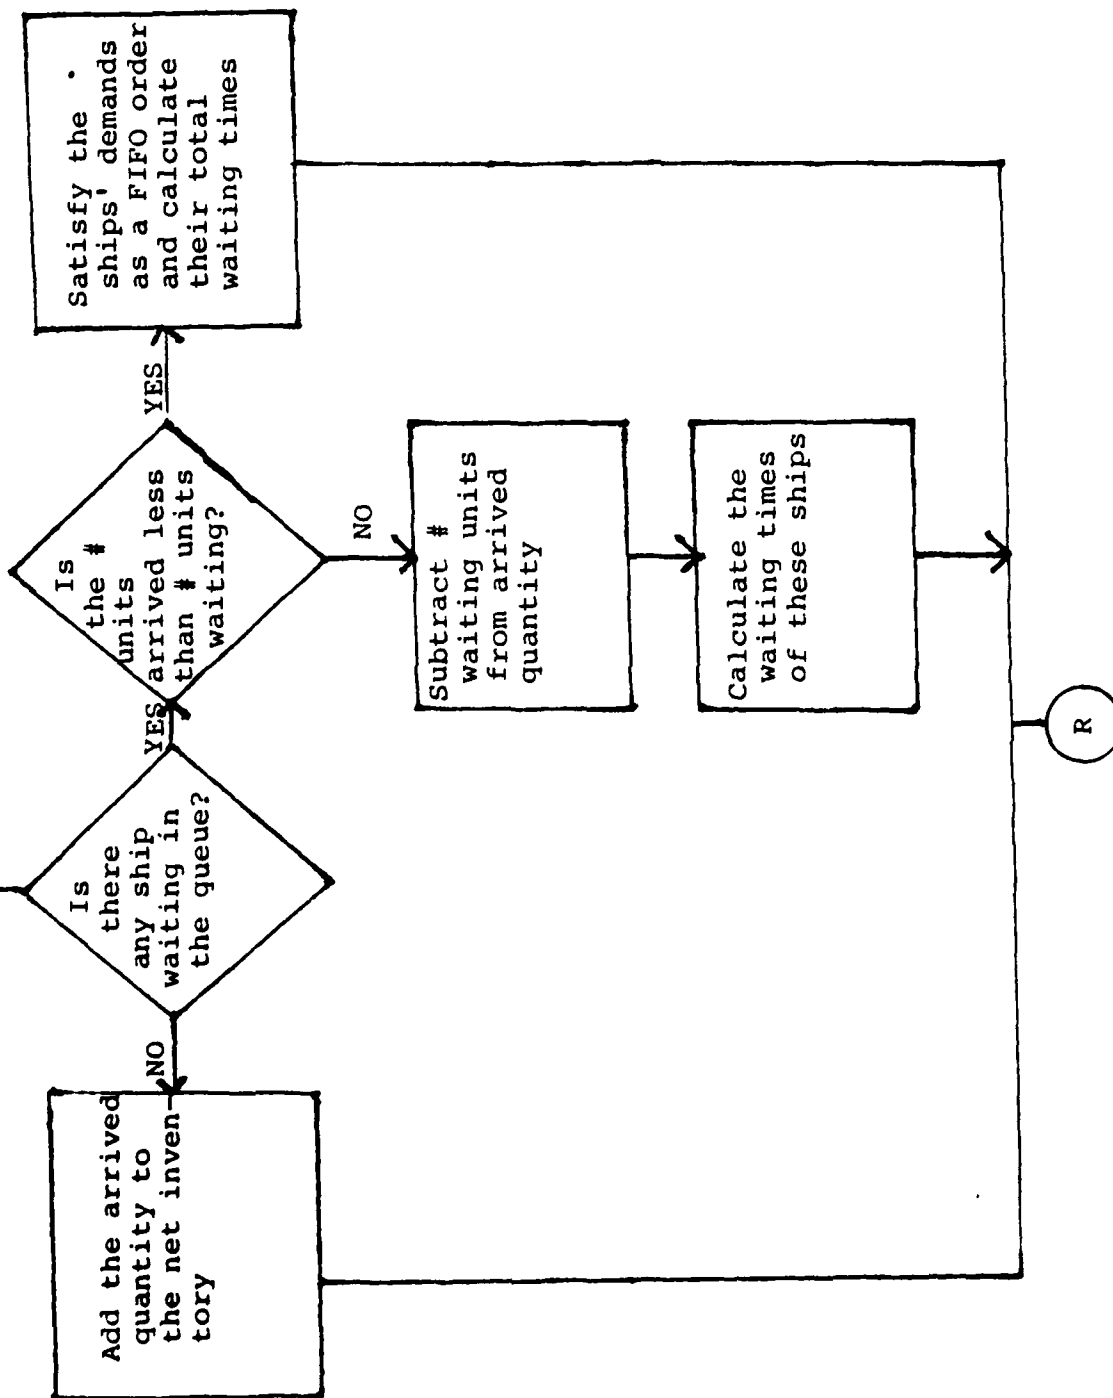 Add the arrived
quantity to
the net inven-
tory
NO
Is
there
any ship
waiting in
the queue?
YES
Is
the #
units
arrived less
than # units
waiting?
YES
Satisfy the
ships' demands
as a FIFO order
and calculate
their total
waiting times
NO
Subtract #
waiting units
from arrived
quantity
Calculate the
waiting times
of these ships
R